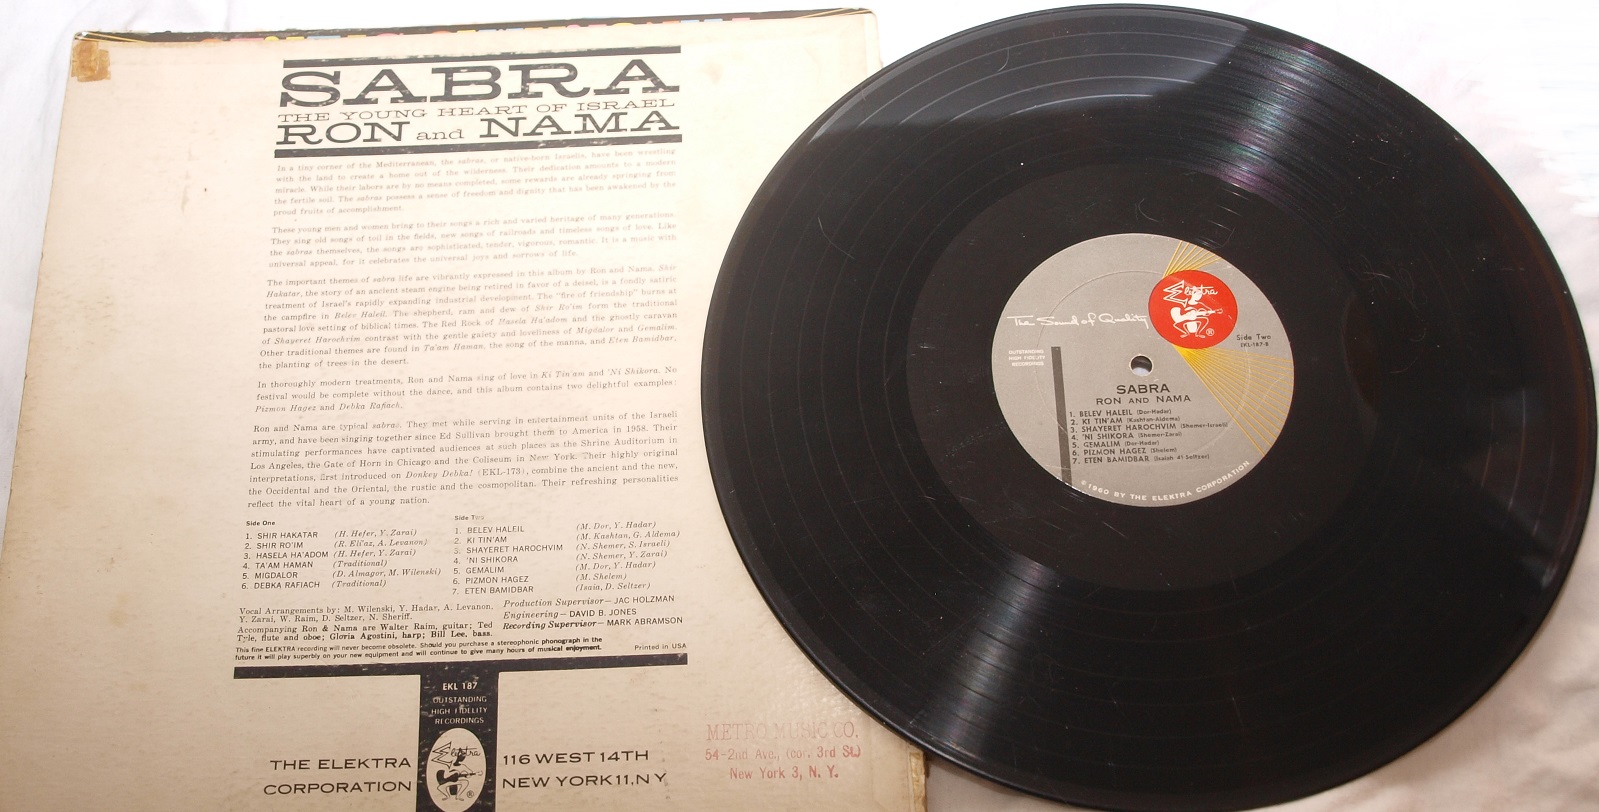 SABRA
THE YOUNG HEART OF ISRAEL
RON and NAMA
In a tiny corner of the Mediterranean, the sabras, or native-born Israelis, have been wrestling
with the land to create a home out of the wilderness. Their dedication amounts to a modern
miracle. While their labors are by no means completed, some rewards are already springing from
the fertile soil. The sabras possess a sense of freedom and dignity that has been awakened by the
proud fruits of accomplishment.
These young men and women bring to their songs a rich and varied heritage of many generations.
They sing old songs of toil in the fields, new songs of railroads and timeless songs of love. Like
the sabras themselves, the songs are sophisticated, tender, vigorous, romantic. It is a music with
universal appeal, for it celebrates the universal joys and sorrows of life.
The important themes of sabra life are vibrantly expressed in this album by Ron and Nama. Shir
Hakatar, the story of an ancient steam engine being retired in favor of a deisel, is a fondly satiric
treatment of Israel's rapidly expanding industrial development. The "fire of friendship" burns at
the campfire in Belev Haleil. The shepherd, ram and dew of Shir Ro'im form the traditional
pastoral love setting of biblical times. The Red Rock of Hasela Ha'adom and the ghostly caravan
of Shayeret Harochvim contrast with the gentle gaiety and loveliness of Migdalor and Gemalim.
Other traditional themes are found in Ta'am Haman, the song of the manna, and Eten Bamidbar,
the planting of trees in the desert.
In thoroughly modern treatments, Ron and Nama sing of love in Ki Tin'am and 'Ni Shikora. No
festival would be complete without the dance, and this album contains two delightful examples:
Pizmon Hagez and Debka Rafiach.
Ron and Nama are typical sabras. They met while serving in entertainment units of the Israeli
army, and have been singing together since Ed Sullivan brought them to America in 1958. Their
stimulating performances have captivated audiences at such places as the Shrine Auditorium in
Los Angeles, the Gate of Horn in Chicago and the Coliseum in New York. Their highly original
interpretations, first introduced on Donkey Debka! (EKL-173), combine the ancient and the new,
the Occidental and the Oriental, the rustic and the cosmopolitan. Their refreshing personalities
reflect the vital heart of a young nation.
Side One
1. SHIR HAKATAR (H. Hefer, Y. Zarai)
2. SHIR RO'IM (R. Eli'az, A. Levanon)
3. HASELA HA'ADOM (H. Hefer, Y. Zarai)
4. TA'AM HAMAN (Traditional)
5. MIGDALOR (D. Almagor, M. Wilenski)
6. DEBKA RAFIACH (Traditional)
Side Two
1. BELEV HALEIL (M. Dor, Y. Hadar)
2. KI TIN'AM (M. Kashtan, G. Aldema)
3. SHAYERET HAROCHVIM (N. Shemer, S. Israeli)
4. 'NI SHIKORA (N. Shemer, Y. Zarai)
5. GEMALIM (M. Dor, Y. Hadar)
6. PIZMON HAGEZ (M. Shelem)
7. ETEN BAMIDBAR (Isain, D. Seltzer)
Vocal Arrangements by: M. Wilenski, Y. Hadar, A. Levanon,
Y. Zarai, W. Raim, D. Seltzer, N. Sheriff.
Accompanying Ron & Nama are Walter Raim, guitar; Ted
Tyle, flute and oboe; Gloria Agostini, harp; Bill Lee, bass.
Production Supervisor—JAC HOLZMAN
Engineering—DAVID B. JONES
Recording Supervisor—MARK ABRAMSON
This fine ELEKTRA recording will never become obsolete. Should you purchase a stereophonic phonograph in the
future it will play superbly on your new equipment and will continue to give many hours of musical enjoyment.
Printed in USA
EKL 187
OUTSTANDING
HIGH FIDELITY
RECORDINGS
Elektra
®
THE ELEKTRA
CORPORATION
116 WEST 14TH
NEW YORK 11, N Y
METRO MUSIC CO.
54-2nd Ave., (cor. 3rd St.)
New York 3, N. Y.
Elektra
®
The Sound of Quality
Side Two
EKL-187-B
OUTSTANDING
HIGH FIDELITY
RECORDINGS
SABRA
RON AND NAMA
1. BELEV HALEIL (Dor-Hadar)
2. KI TIN'AM (Kashtan-Aldema)
3. SHAYERET HAROCHVIM (Shemer-Israeli)
4. 'NI SHIKORA (Shemer-Zarai)
5. GEMALIM (Dor-Hadar)
6. PIZMON HAGEZ (Shelem)
7. ETEN BAMIDBAR (Isaiah 41-Seltzer)
©1960 BY THE ELEKTRA CORPORATION